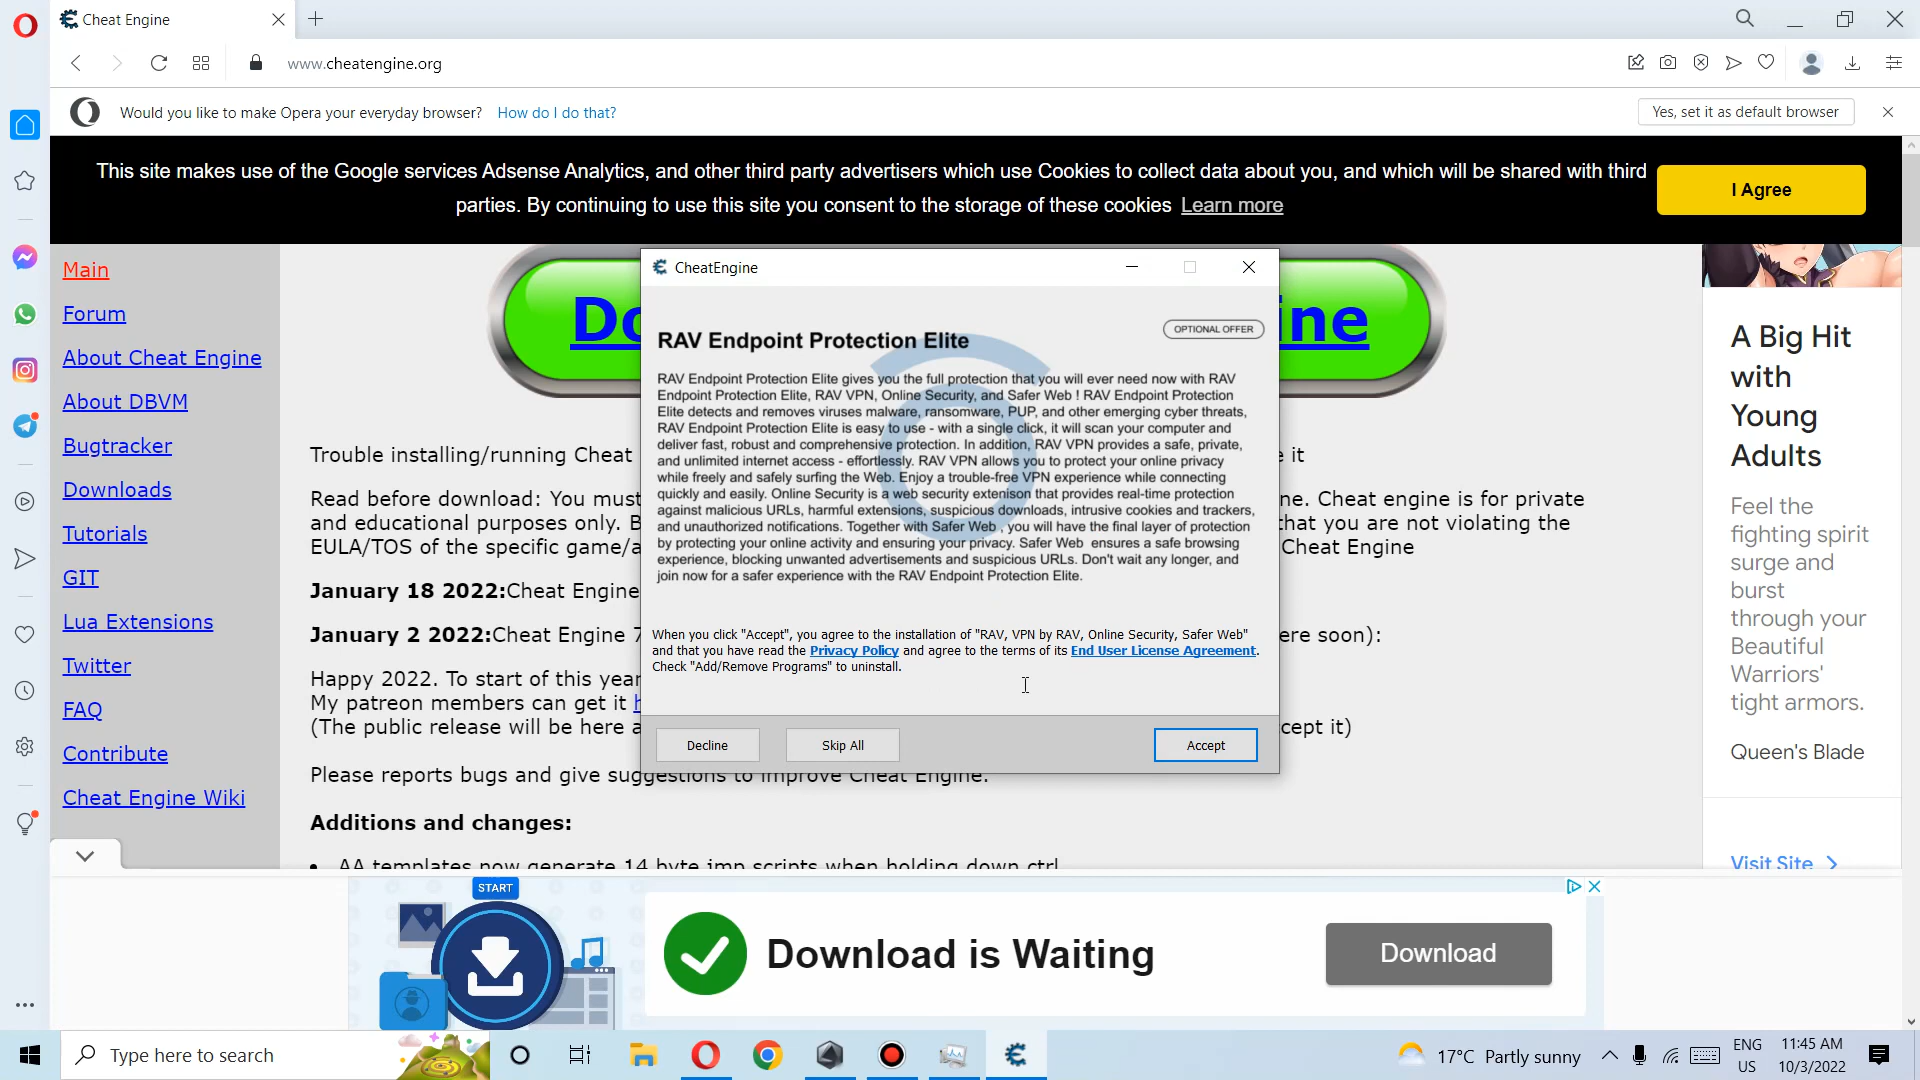 Cheat Engine
www.cheatengine.org
Would you like to make Opera your everyday browser? How do I do that?
Yes, set it as default browser
This site makes use of the Google services Adsense Analytics, and other third party advertisers which use Cookies to collect data about you, and which will be shared with third
parties. By continuing to use this site you consent to the storage of these cookies Learn more
I Agree
Main
Forum
About Cheat Engine
About DBVM
Bugtracker
Downloads
Tutorials
GIT
Lua Extensions
Twitter
FAQ
Contribute
Cheat Engine Wiki
Do
ine
Trouble installing/running Cheat
e it
Read before download: You must
ne. Cheat engine is for private
and educational purposes only. B
that you are not violating the
EULA/TOS of the specific game/a
Cheat Engine
January 18 2022:Cheat Engine
January 2 2022:Cheat Engine 7
ere soon):
Happy 2022. To start of this year
My patreon members can get it h
(The public release will be here a
cept it)
Please reports bugs and give suggestions to improve Cheat Engine.
Additions and changes:
AA templates now generate 14 byte jmp scripts when holding down ctrl
CheatEngine
OPTIONAL OFFER
RAV Endpoint Protection Elite
RAV Endpoint Protection Elite gives you the full protection that you will ever need now with RAV
Endpoint Protection Elite, RAV VPN, Online Security, and Safer Web ! RAV Endpoint Protection
Elite detects and removes viruses malware, ransomware, PUP, and other emerging cyber threats,
RAV Endpoint Protection Elite is easy to use - with a single click, it will scan your computer and
deliver fast, robust and comprehensive protection. In addition, RAV VPN provides a safe, private,
and unlimited internet access - effortlessly. RAV VPN allows you to protect your online privacy
while freely and safely surfing the Web. Enjoy a trouble-free VPN experience while connecting
quickly and easily. Online Security is a web security extenison that provides real-time protection
against malicious URLs, harmful extensions, suspicious downloads, intrusive cookies and trackers,
and unauthorized notifications. Together with Safer Web , you will have the final layer of protection
by protecting your online activity and ensuring your privacy. Safer Web ensures a safe browsing
experience, blocking unwanted advertisements and suspicious URLs. Don't wait any longer, and
join now for a safer experience with the RAV Endpoint Protection Elite.
When you click "Accept", you agree to the installation of "RAV, VPN by RAV, Online Security, Safer Web"
and that you have read the Privacy Policy and agree to the terms of its End User License Agreement.
Check "Add/Remove Programs" to uninstall.
Decline
Skip All
Accept
A Big Hit
with
Young
Adults
Feel the
fighting spirit
surge and
burst
through your
Beautiful
Warriors'
tight armors.
Queen's Blade
Visit Site
START
Download is Waiting
Download
Type here to search
17°C Partly sunny
ENG
US
11:45 AM
10/3/2022